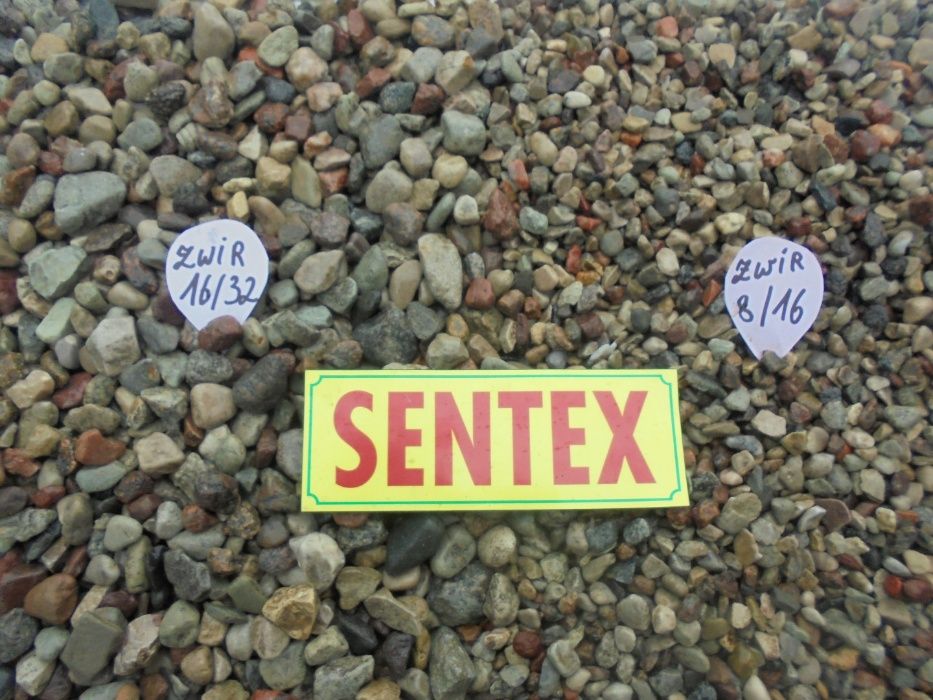 ZWiR
16/32
ZWiR
8/16
SENTEX